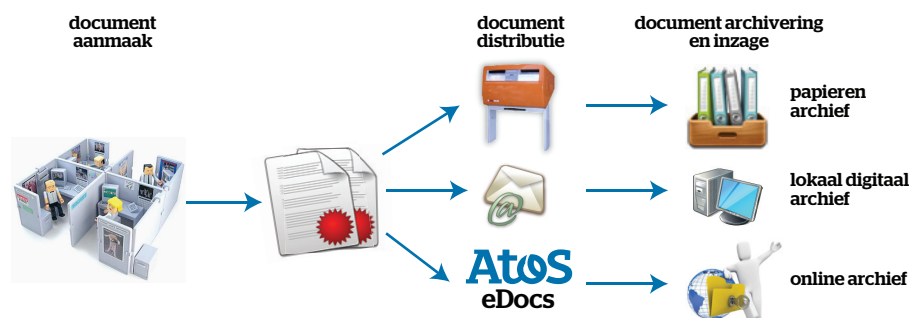 document
aanmaak
document
distributie
document archivering
en inzage
papieren
archief
lokaal digitaal
archief
Atos
eDocs
online archief